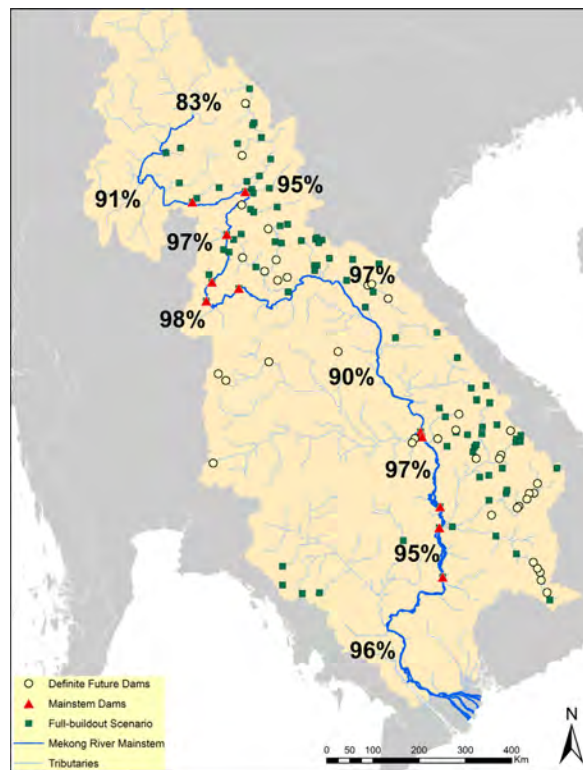 83%
91%
95%
97%
97%
98%
90%
97%
95%
96%
Definite Future Dams
Mainstem Dams
Full-buildout Scenario
Mekong River Mainstem
Tributaries
N
0 50 100 200 300 400
Km